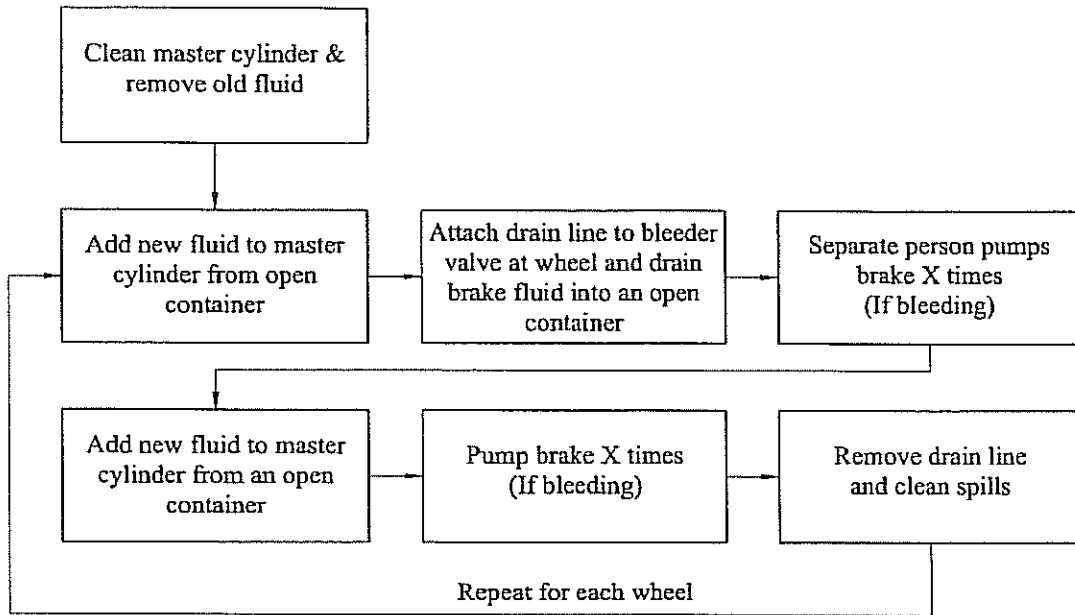 Clean master cylinder &
remove old fluid
Add new fluid to master
cylinder from open
container
Attach drain line to bleeder
valve at wheel and drain
brake fluid into an open
container
Separate person pumps
brake X times
(If bleeding)
Add new fluid to master
cylinder from an open
container
Pump brake X times
(If bleeding)
Remove drain line
and clean spills
Repeat for each wheel